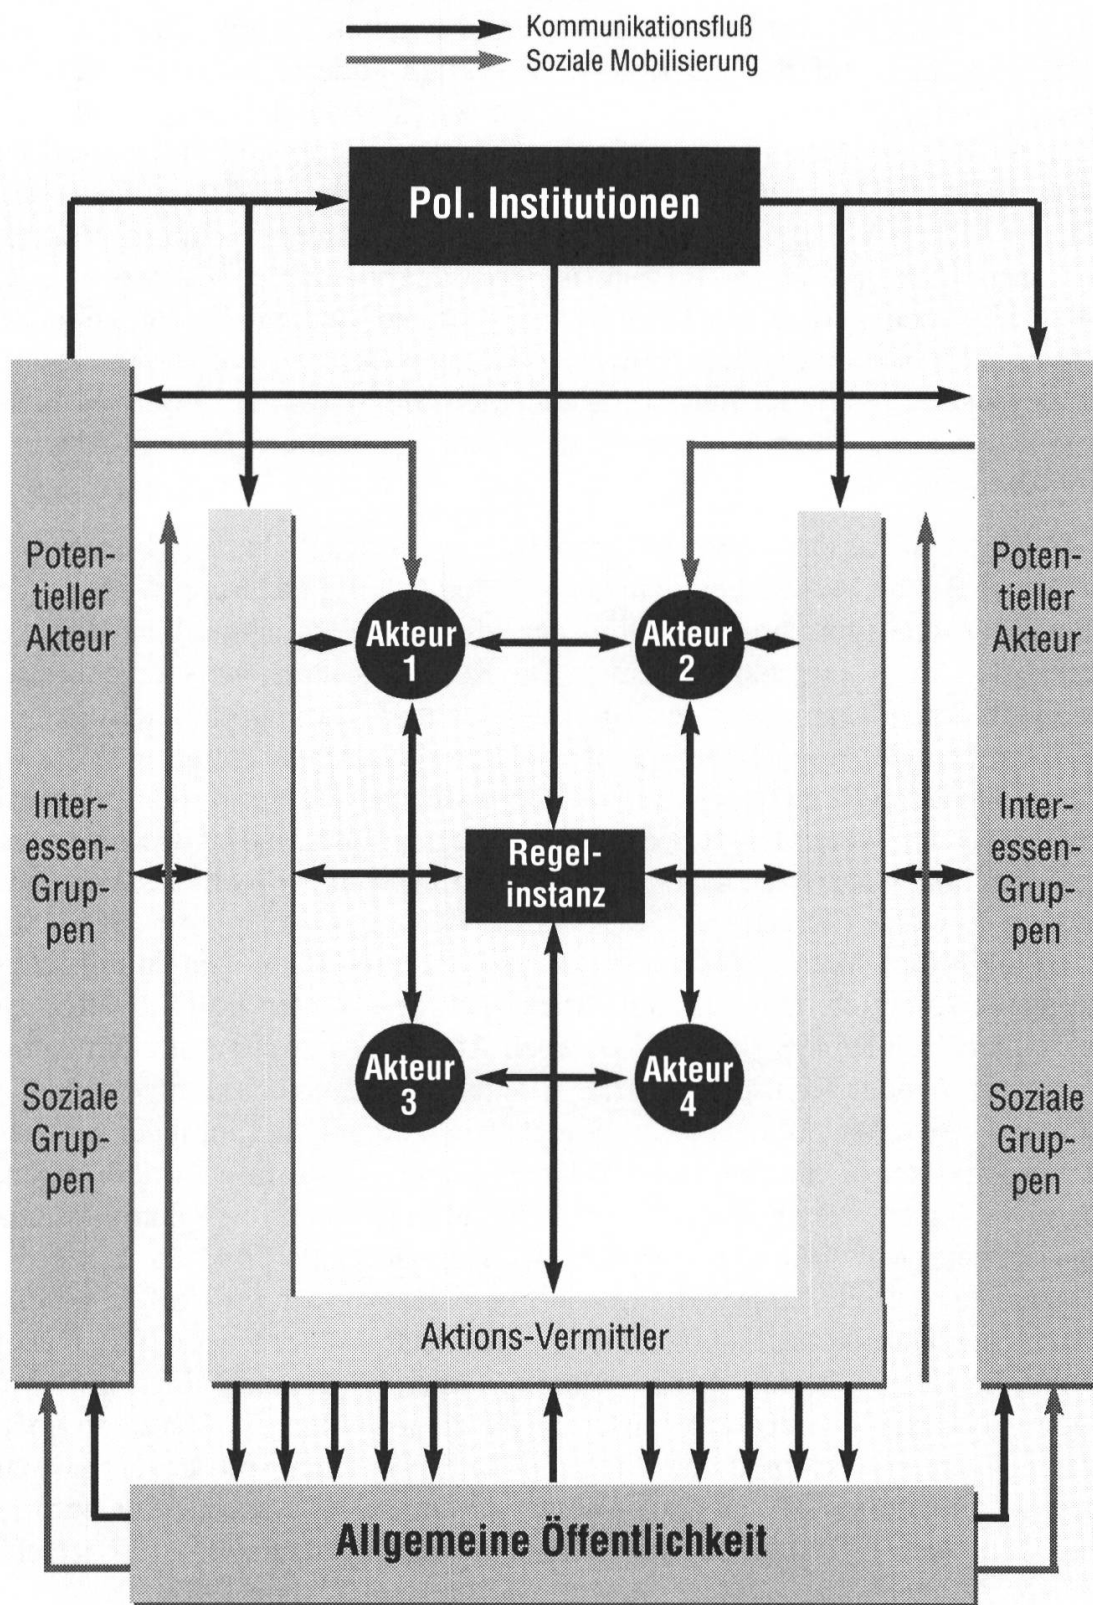 Kommunikationsfluß
Soziale Mobilisierung
Pol. Institutionen
Poten-
tieller
Akteur
Inter-
essen-
Grup-
pen
Soziale
Grup-
pen
Akteur
1
Akteur
2
Regel-
instanz
Akteur
3
Akteur
4
Aktions-Vermittler
Poten-
tieller
Akteur
Inter-
essen-
Grup-
pen
Soziale
Grup-
pen
Allgemeine Öffentlichkeit